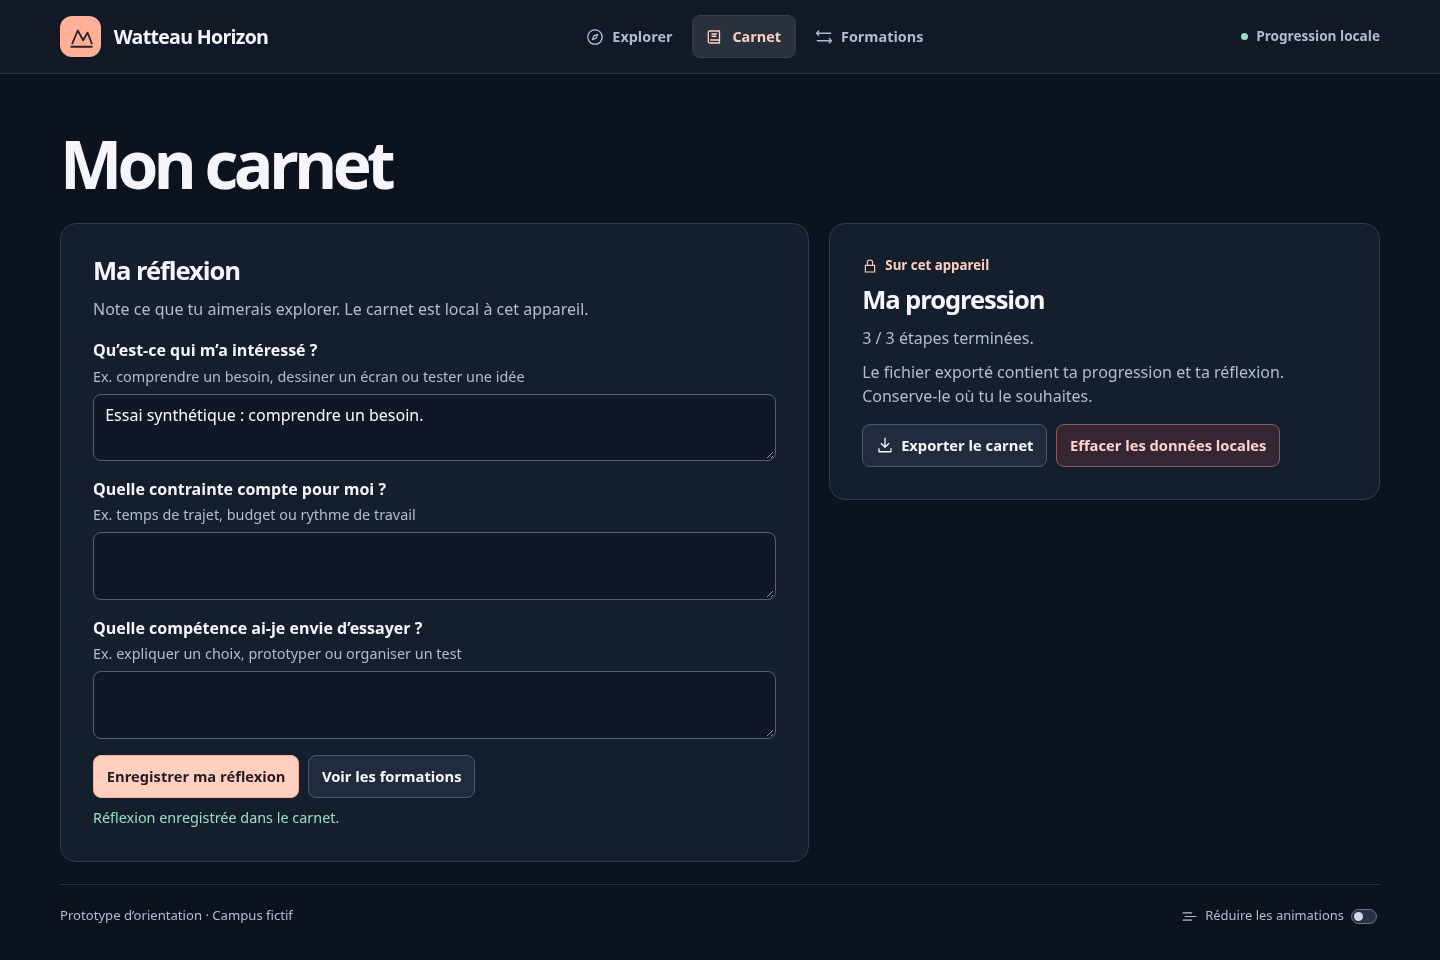 Watteau Horizon
Explorer
Carnet
Formations
Progression locale
Mon carnet
Ma réflexion
Note ce que tu aimerais explorer. Le carnet est local à cet appareil.
Qu’est-ce qui m’a intéressé ?
Ex. comprendre un besoin, dessiner un écran ou tester une idée
Essai synthétique : comprendre un besoin.
Quelle contrainte compte pour moi ?
Ex. temps de trajet, budget ou rythme de travail
Quelle compétence ai-je envie d’essayer ?
Ex. expliquer un choix, prototyper ou organiser un test
Enregistrer ma réflexion
Voir les formations
Réflexion enregistrée dans le carnet.
Sur cet appareil
Ma progression
3 / 3 étapes terminées.
Le fichier exporté contient ta progression et ta réflexion.
Conserve-le où tu le souhaites.
Exporter le carnet
Effacer les données locales
Prototype d’orientation · Campus fictif
Réduire les animations